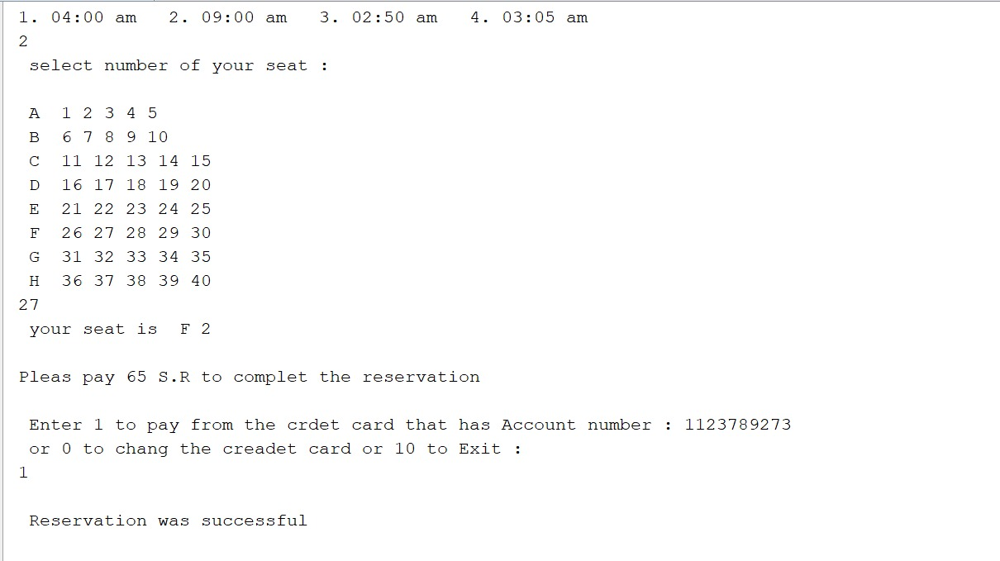 1. 04:00 am   2. 09:00 am   3. 02:50 am   4. 03:05 am
2
select number of your seat :
A  1 2 3 4 5
B  6 7 8 9 10
C  11 12 13 14 15
D  16 17 18 19 20
E  21 22 23 24 25
F  26 27 28 29 30
G  31 32 33 34 35
H  36 37 38 39 40
27
your seat is  F 2
Pleas pay 65 S.R to complet the reservation
Enter 1 to pay from the crdet card that has Account number : 1123789273
or 0 to chang the creadet card or 10 to Exit :
1
Reservation was successful